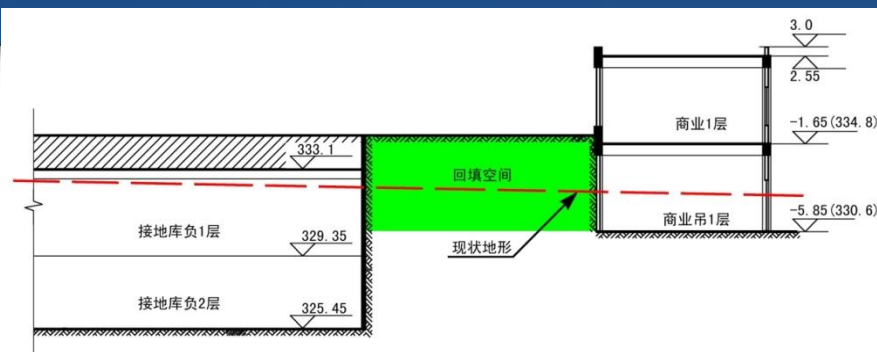 3.0
2.55
商业1层
-1.65(334.8)
333.1
回填空间
接地库负1层
329.35
现状地形
商业吊1层
-5.85(330.6)
接地库负2层
325.45